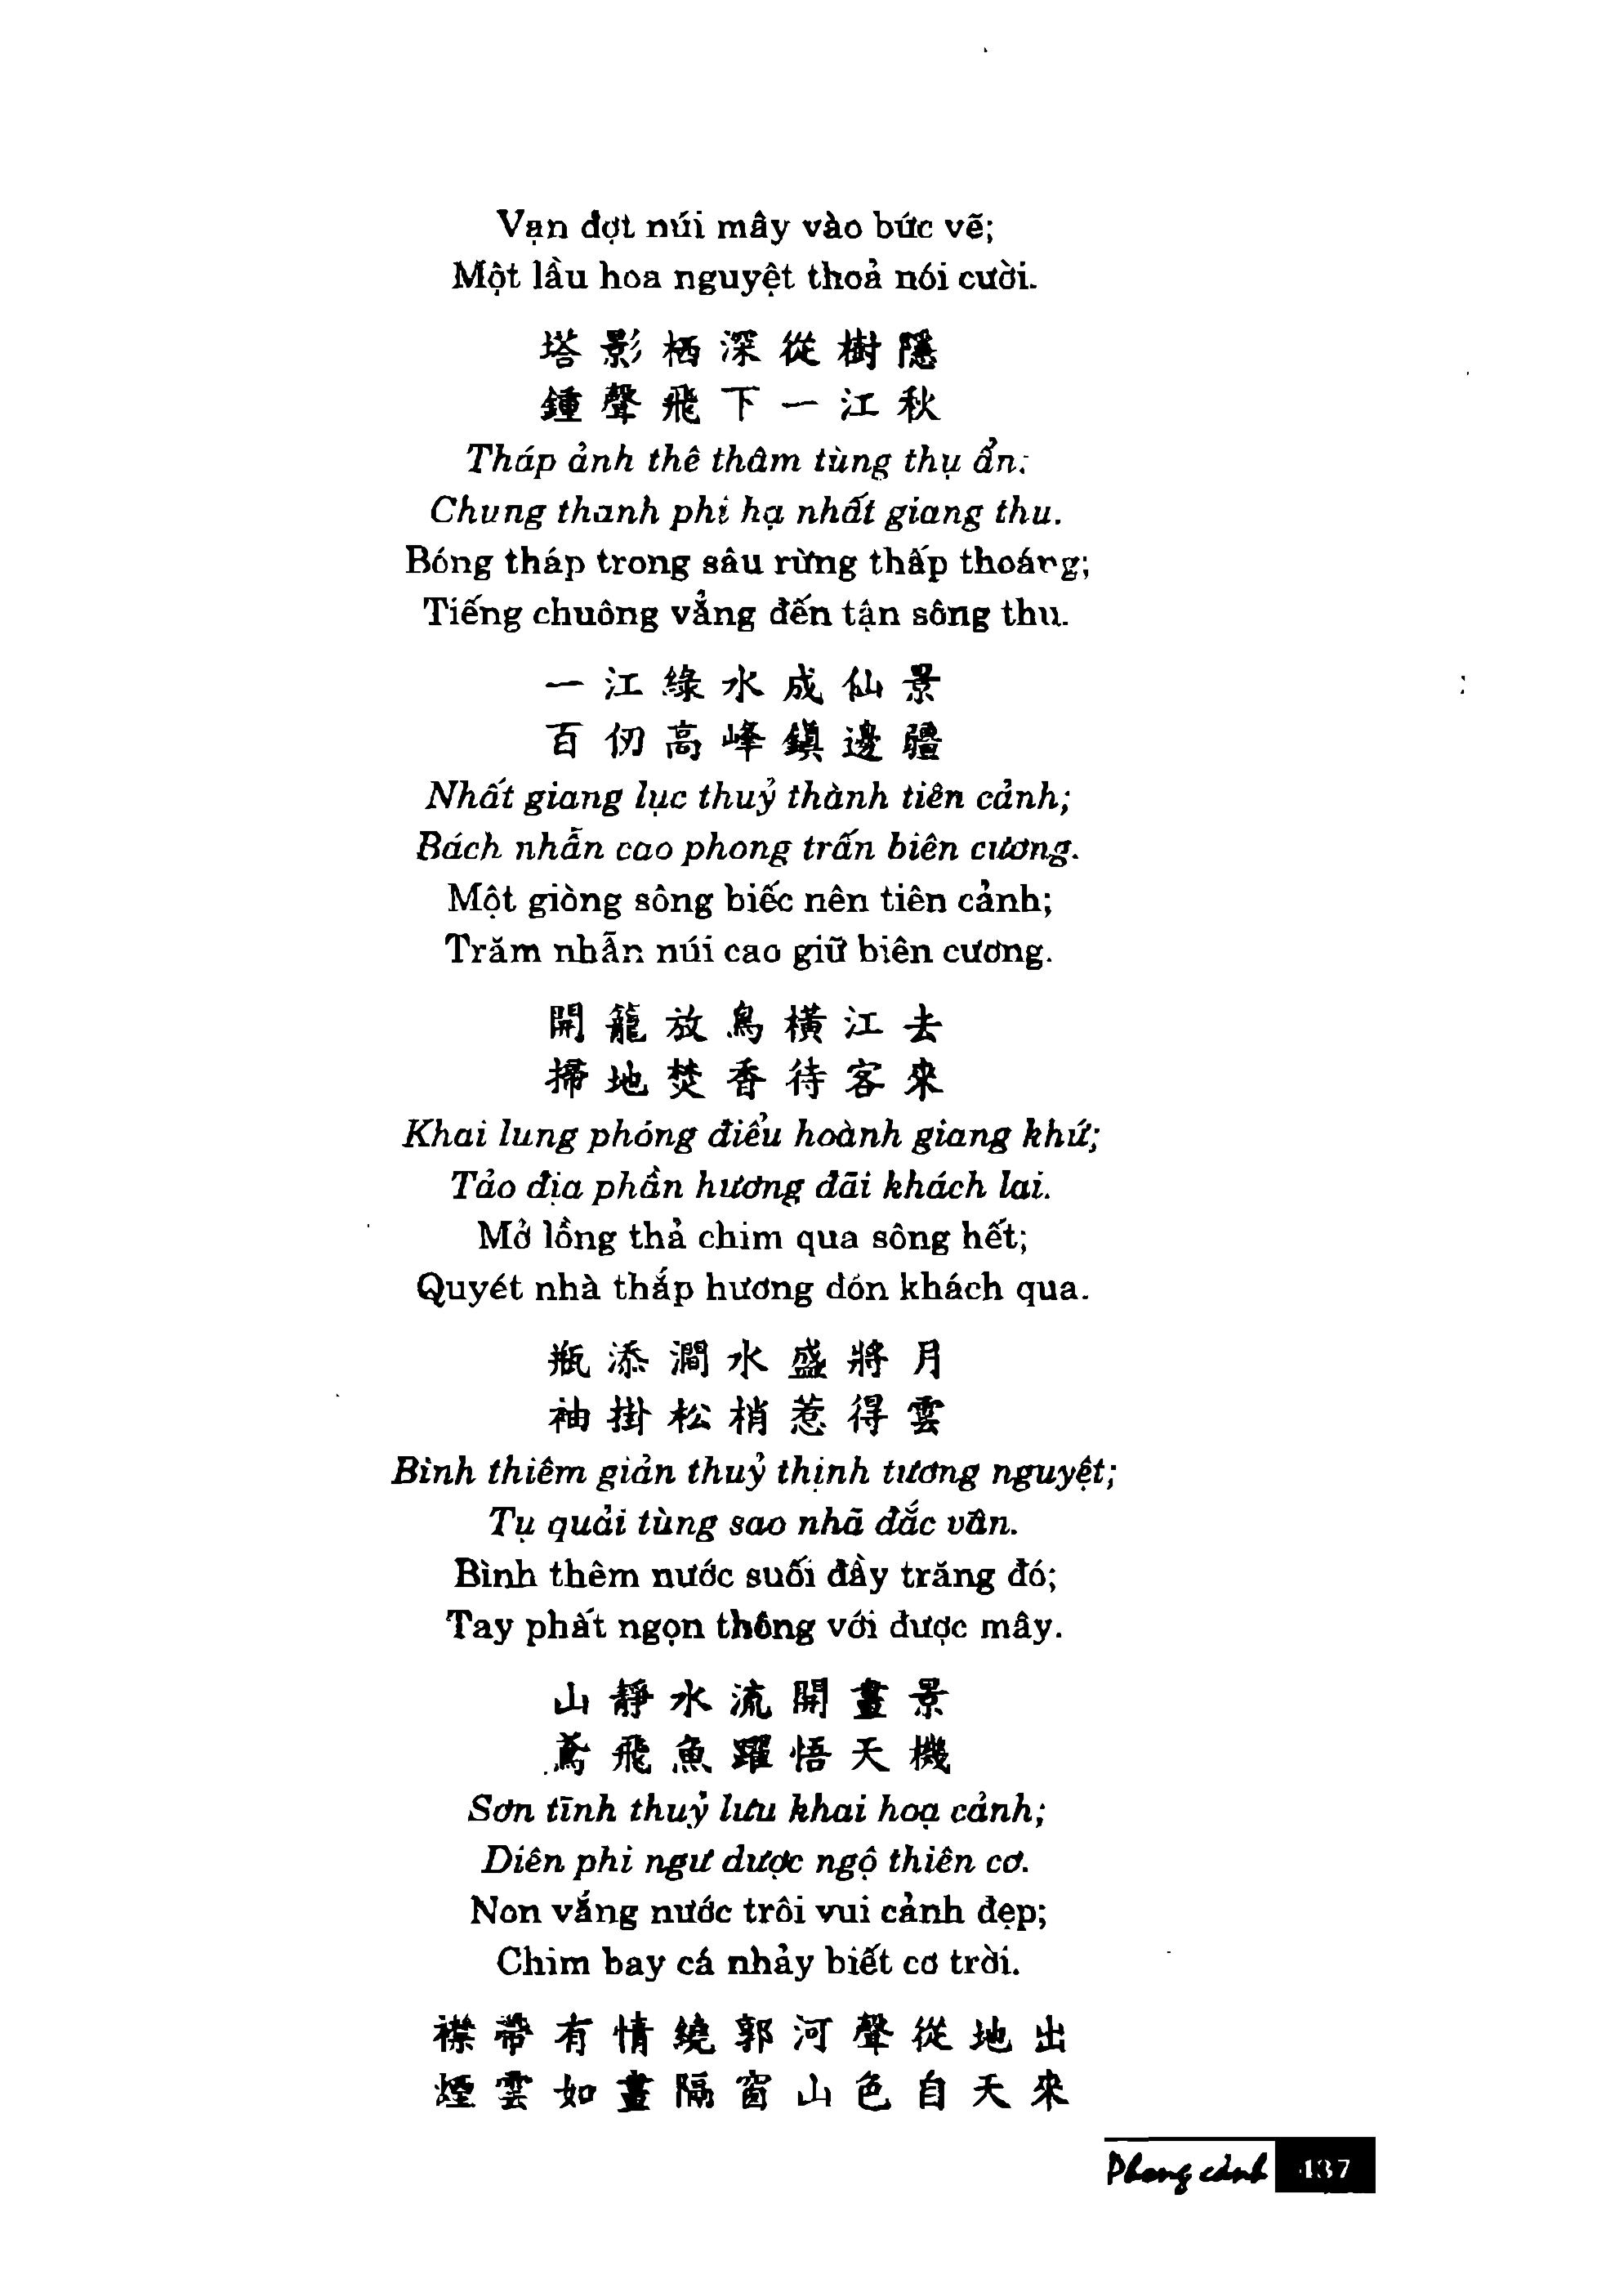 Vạn đợt núi mây vào bức vẽ;
Một lầu hoa nguyệt thoả nói cười.
塔影栖深從樹隱
鍾聲飛下一江秋
Tháp ảnh thê thâm tùng thụ ẩn;
Chung thanh phi hạ nhất giang thu.
Bóng tháp trong sâu rừng thấp thoáng;
Tiếng chuông vẳng đến tận sông thu.
一江綠水成仙景
百仞高峰鎮邊疆
Nhất giang lục thuỷ thành tiên cảnh;
Bách nhẫn cao phong trấn biên cương.
Một giòng sông biếc nên tiên cảnh;
Trăm nhẫn núi cao giữ biên cương.
開籠放鳥橫江去
掃地焚香待客來
Khai lung phóng điểu hoành giang khứ;
Tảo địa phần hương đãi khách lai.
Mở lồng thả chim qua sông hết;
Quyét nhà thắp hương đón khách qua.
瓶添澗水盛將月
袖掛松梢惹得雲
Bình thiêm giản thuỷ thịnh tương nguyệt;
Tụ quải tùng sao nhã đắc vân.
Bình thêm nước suối đầy trăng đó;
Tay phất ngọn thông với được mây.
山靜水流開畫景
鳶飛魚躍悟天機
Sơn tĩnh thuỷ lưu khai hoạ cảnh;
Diên phi ngư dược ngộ thiên cơ.
Non vắng nước trôi vui cảnh đẹp;
Chim bay cá nhảy biết cơ trời.
襟帶有情繞郭河聲從地出
煙雲如畫隔窗山色自天來
Phong cảnh 437